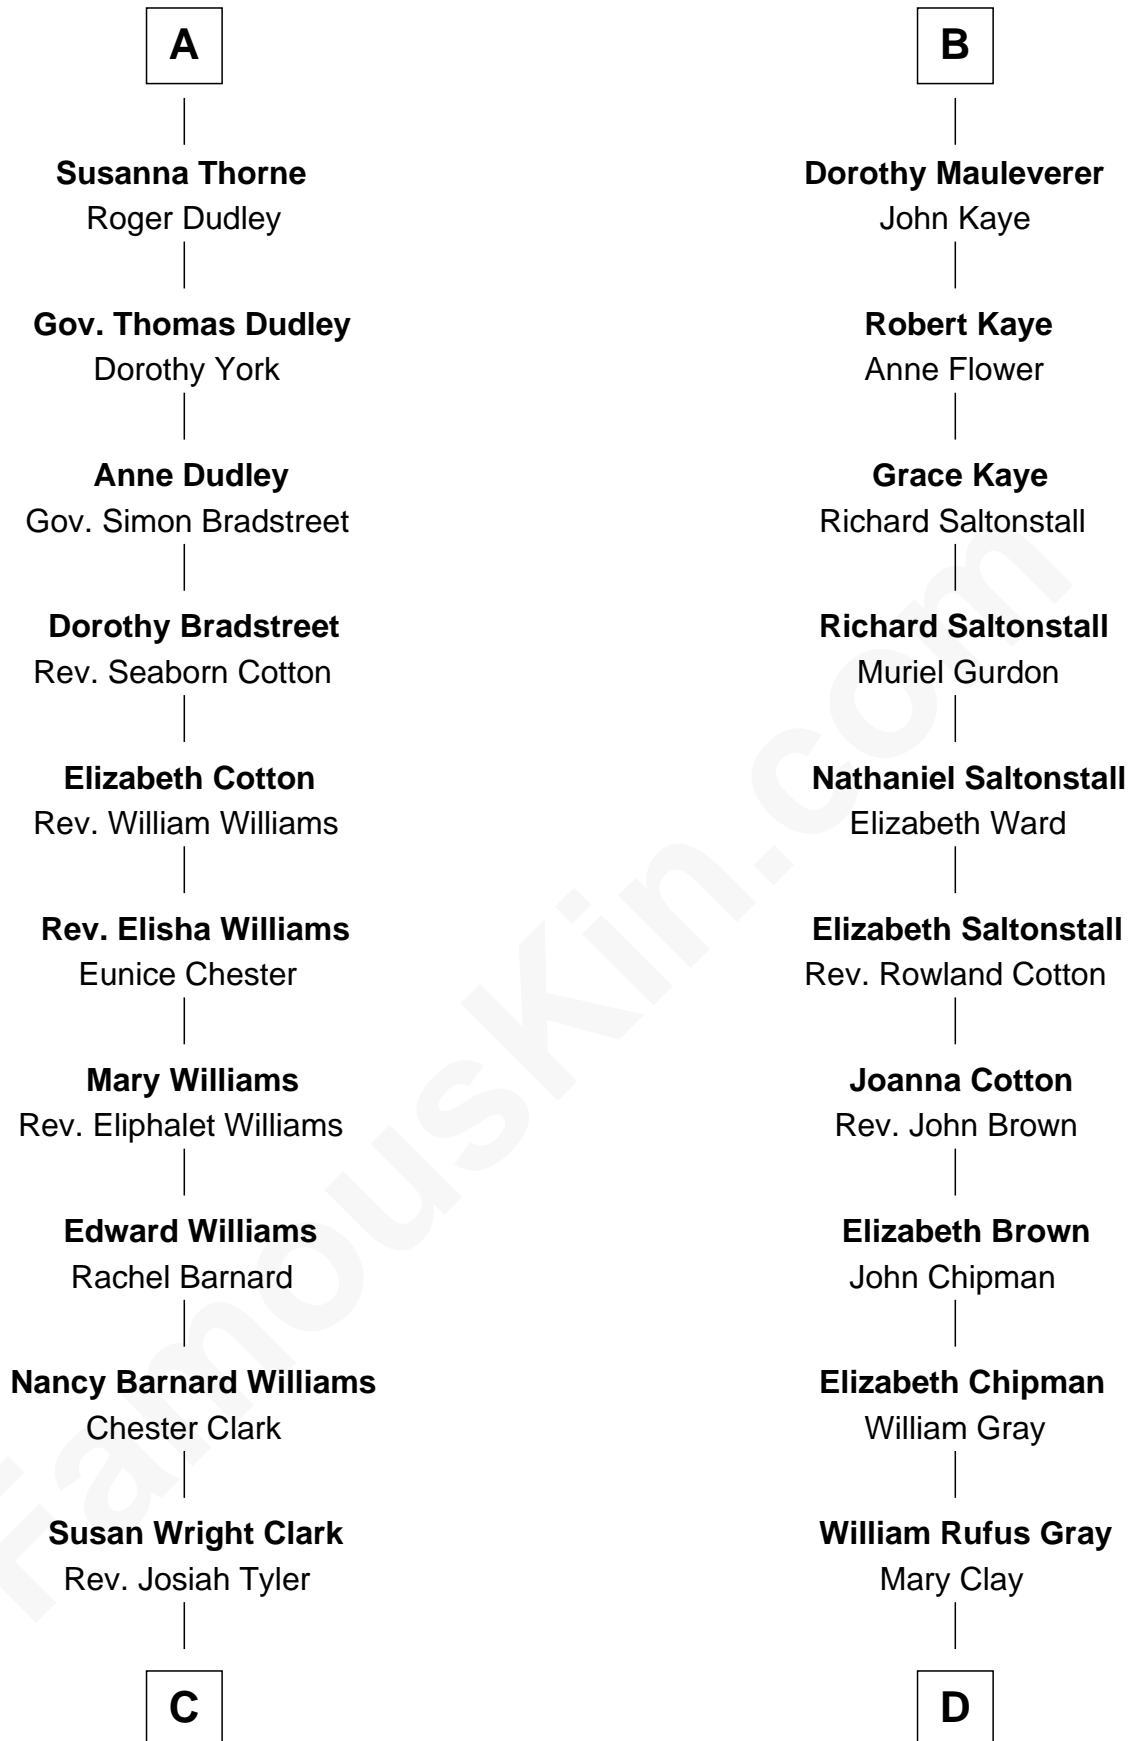 A
Susanna Thorne
Roger Dudley
Gov. Thomas Dudley
Dorothy York
Anne Dudley
Gov. Simon Bradstreet
Dorothy Bradstreet
Rev. Seaborn Cotton
Elizabeth Cotton
Rev. William Williams
Rev. Elisha Williams
Eunice Chester
Mary Williams
Rev. Eliphalet Williams
Edward Williams
Rachel Barnard
Nancy Barnard Williams
Chester Clark
Susan Wright Clark
Rev. Josiah Tyler
C
B
Dorothy Mauleverer
John Kaye
Robert Kaye
Anne Flower
Grace Kaye
Richard Saltonstall
Richard Saltonstall
Muriel Gurdon
Nathaniel Saltonstall
Elizabeth Ward
Elizabeth Saltonstall
Rev. Rowland Cotton
Joanna Cotton
Rev. John Brown
Elizabeth Brown
John Chipman
Elizabeth Chipman
William Gray
William Rufus Gray
Mary Clay
D
FamousKin.com